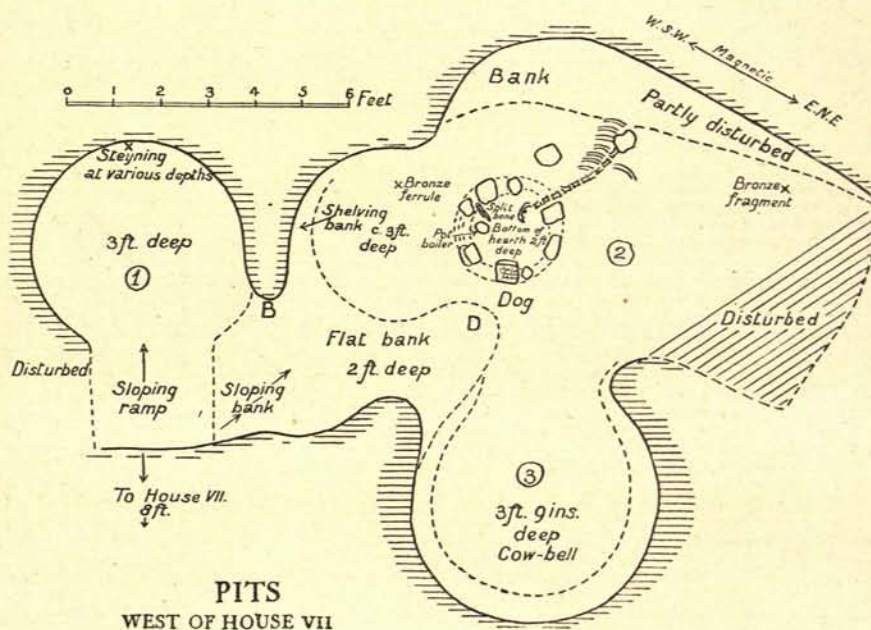 W.S.W. Magnetic E.N.E
0 1 2 3 4 5 6 Feet
Bank
Partly disturbed
Steyning
at various depths
3ft. deep
1
Shelving
bank c. 3ft.
deep
Bronze
ferrule
Split
bone
Pot
boiler
Bottom of
hearth 2ft
deep
Dog
Bronze
fragment
2
Disturbed
B
D
Flat bank
2 ft. deep
Disturbed
Sloping
ramp
Sloping
bank
To House VII.
8ft.
3
3ft. 9ins.
deep
Cow-bell
PITS
WEST OF HOUSE VII